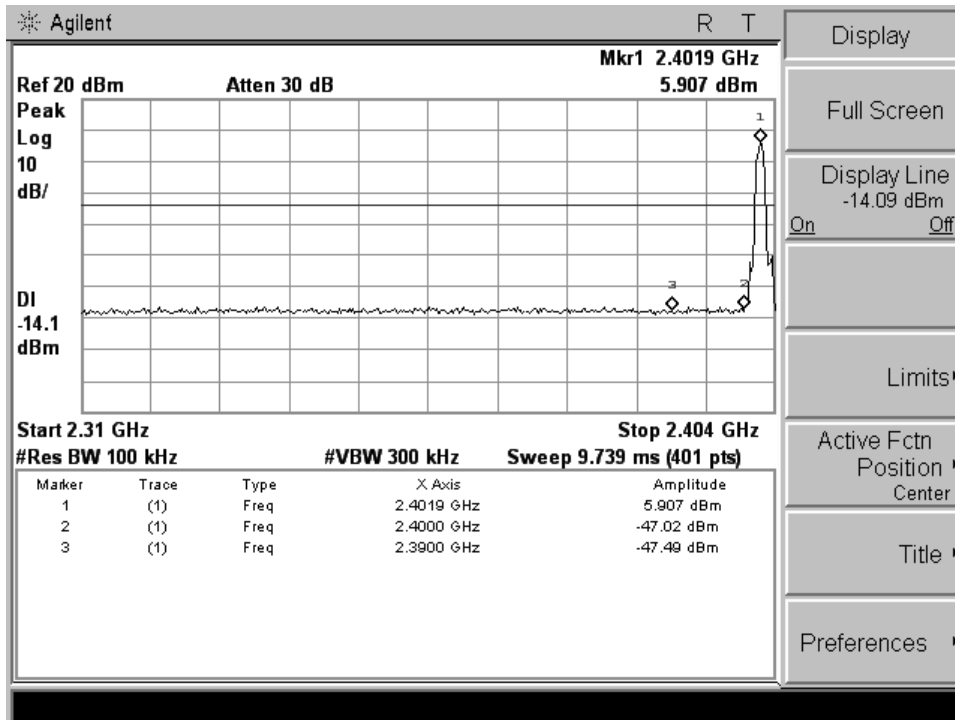 Agilent
R T
Mkr1 2.4019 GHz
Ref 20 dBm Atten 30 dB 5.907 dBm
Peak
Log
10
dB/
DI
-14.1
dBm
1
3
2
Start 2.31 GHz Stop 2.404 GHz
#Res BW 100 kHz #VBW 300 kHz Sweep 9.739 ms (401 pts)
Marker Trace Type X Axis Amplitude
1 (1) Freq 2.4019 GHz 5.907 dBm
2 (1) Freq 2.4000 GHz -47.02 dBm
3 (1) Freq 2.3900 GHz -47.49 dBm
Display
Full Screen
Display Line
-14.09 dBm
On Off
Limits
Active Fctn
Position
Center
Title
Preferences